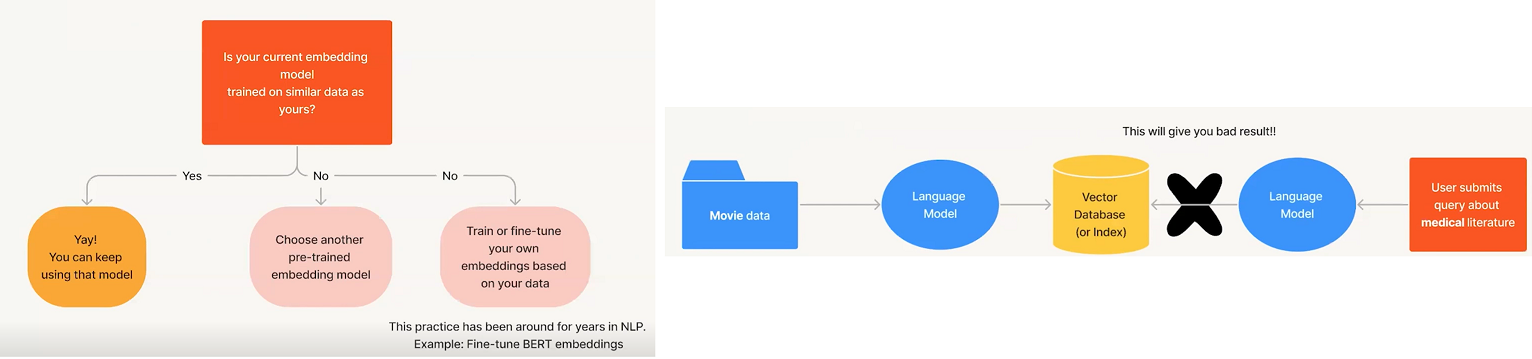 Is your current embedding
model
trained on similar data as
yours?
Yes
No
No
Yay!
You can keep
using that model
Choose another
pre-trained
embedding model
Train or fine-tune
your own
embeddings based
on your data
This practice has been around for years in NLP.
Example: Fine-tune BERT embeddings
This will give you bad result!!
Movie data
Language
Model
Vector
Database
(or Index)
Language
Model
User submits
query about
medical literature